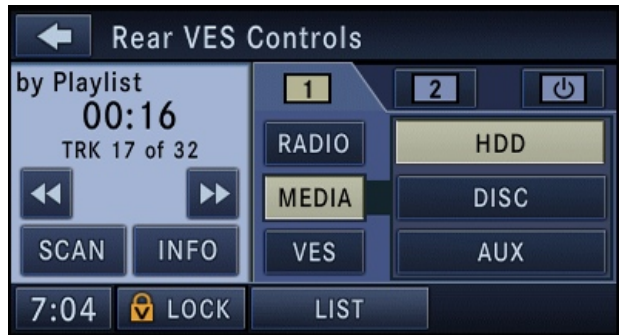 Rear VES Controls
by Playlist
00:16
TRK 17 of 32
SCAN INFO
1 2
RADIO
MEDIA
VES
HDD
DISC
AUX
7:04 LOCK LIST